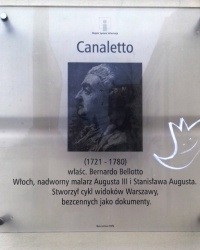 Canaletto
(1721 - 1780)
właśc. Bernardo Bellotto
Włoch, nadworny malarz Augusta III i Stanisława Augusta.
Stworzył cykl widoków Warszawy,
bezcennych jako dokumenty.